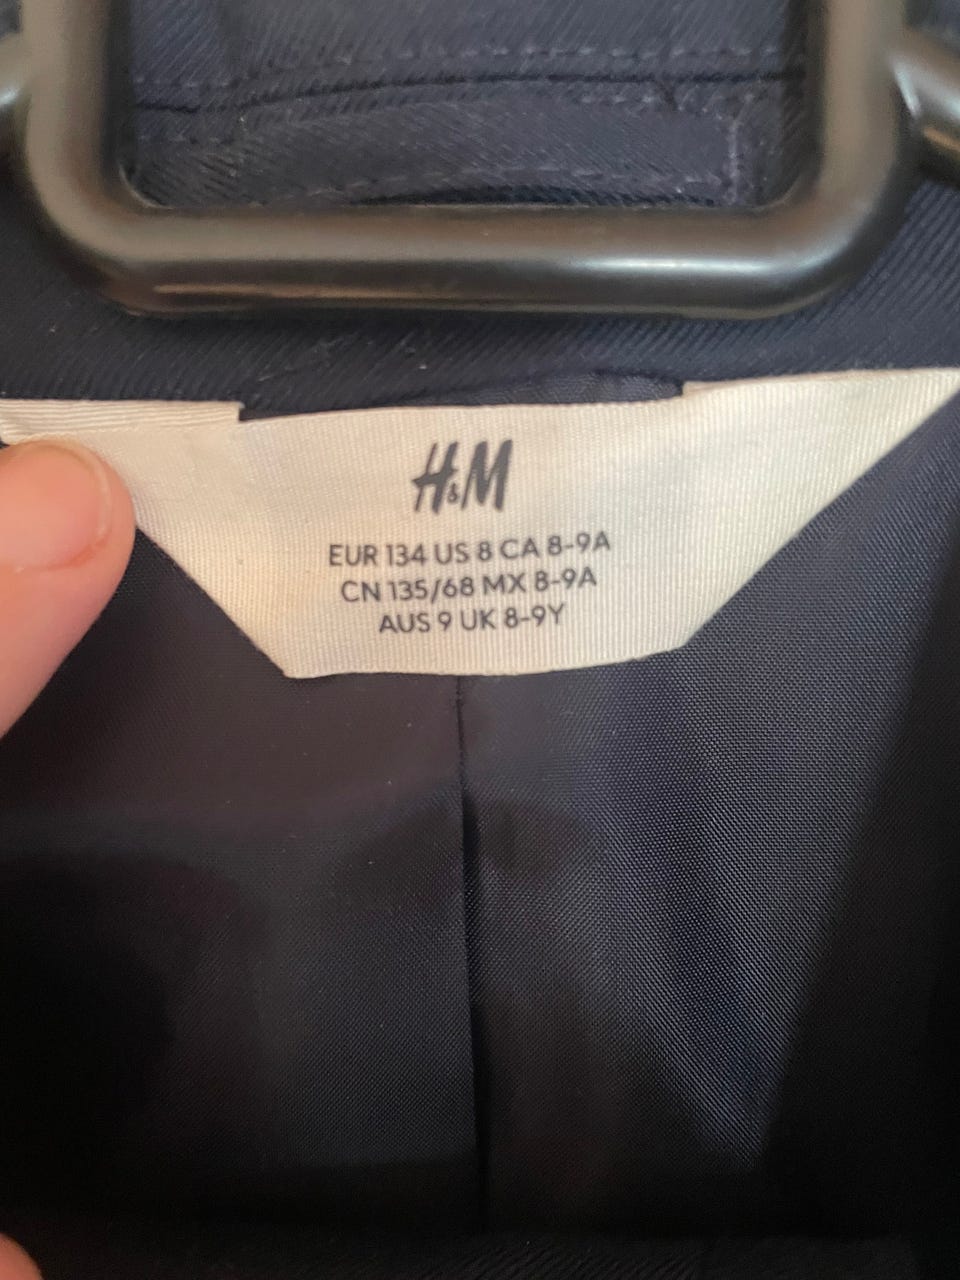 H&M
EUR 134 US 8 CA 8-9A
CN 135/68 MX 8-9A
AUS 9 UK 8-9Y